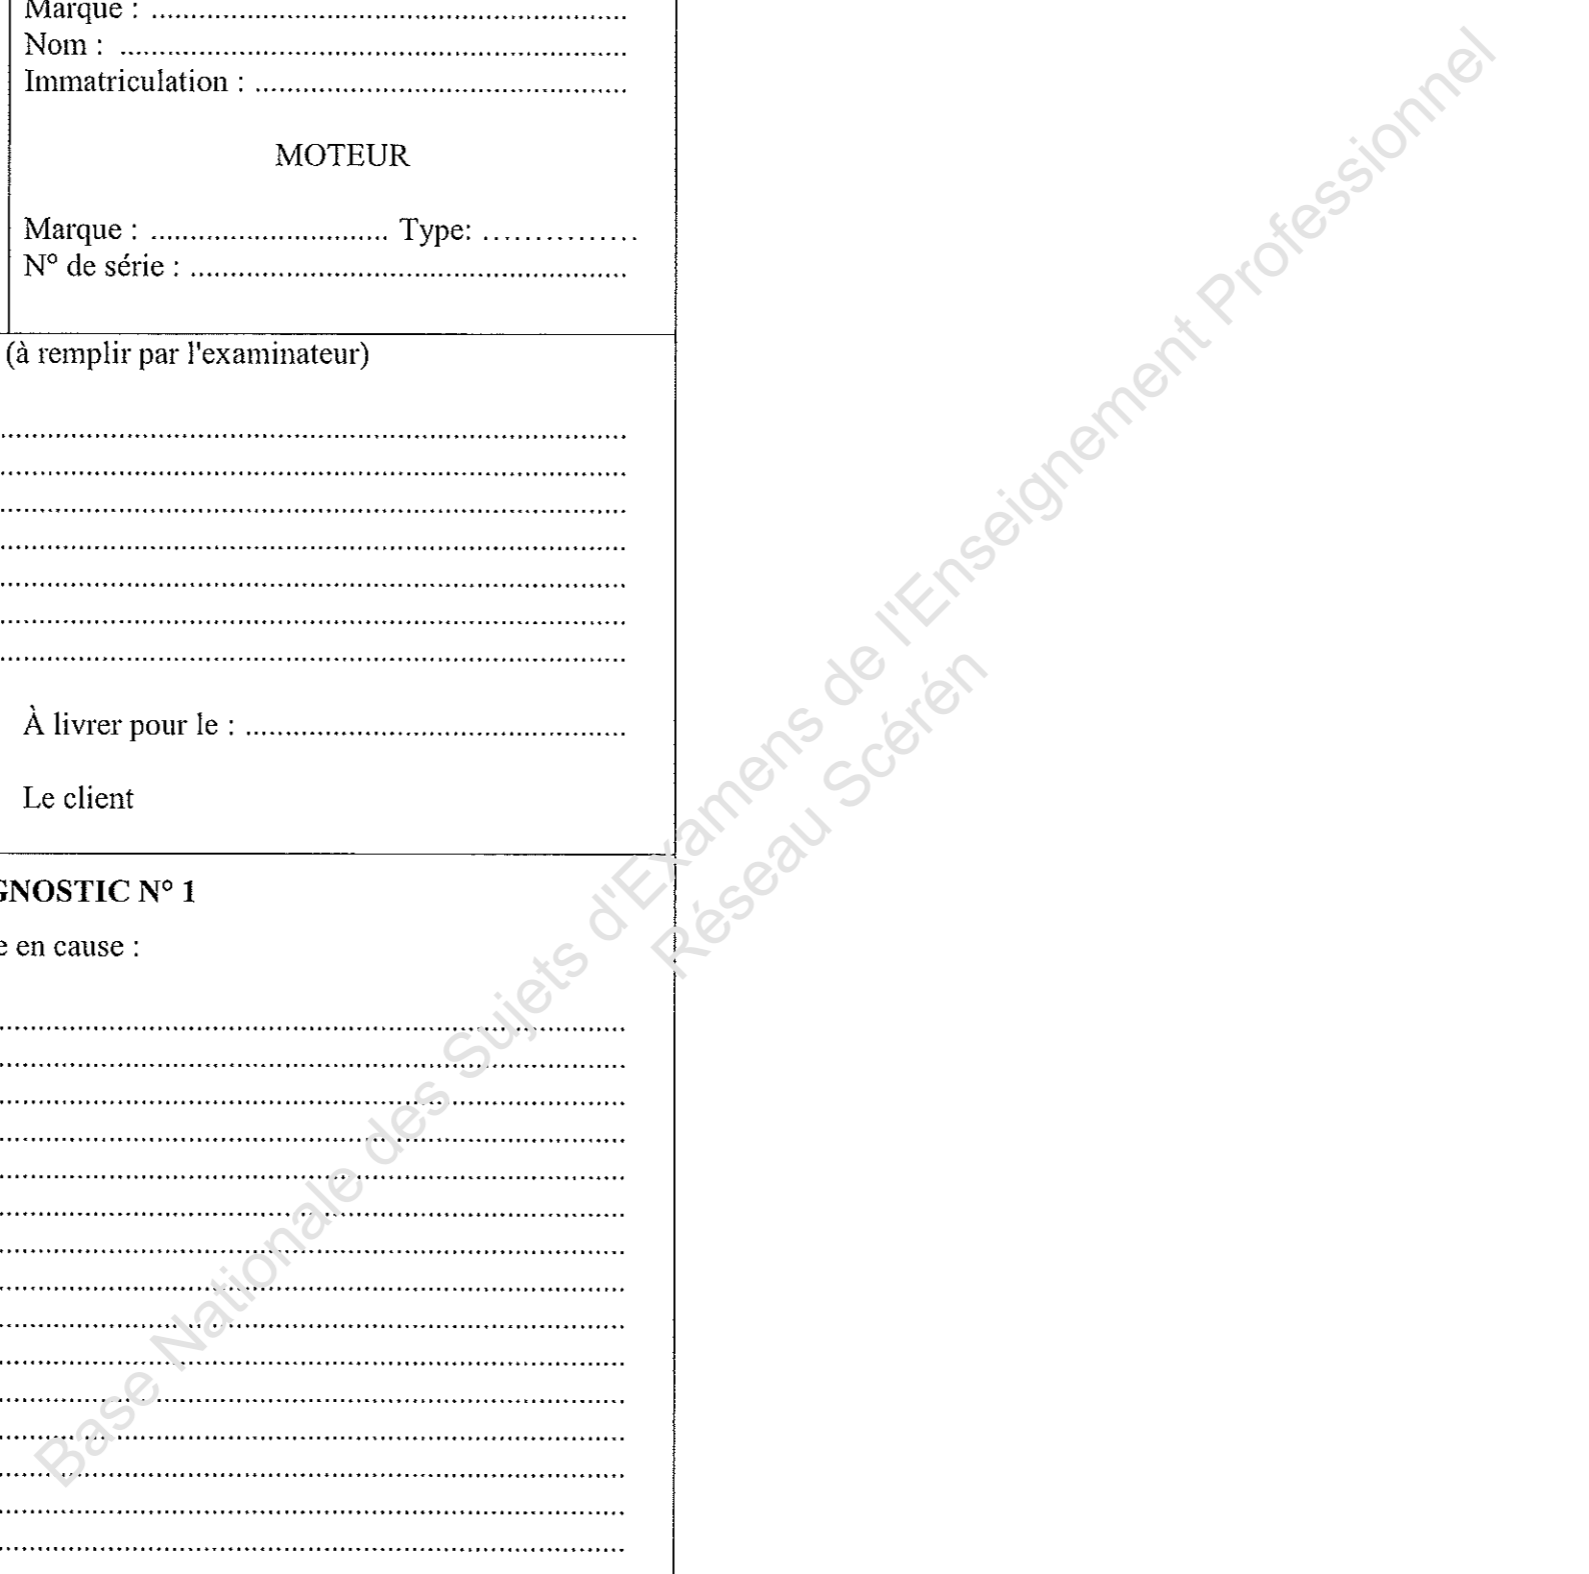 Marque : ............................................................
Nom : ................................................................
Immatriculation : ...............................................
MOTEUR
Marque : .............................. Type: ...............
N° de série : .......................................................
(à remplir par l'examinateur)
À livrer pour le : ................................................
Le client
GNOSTIC N° 1
e en cause :
Base Nationale des Sujets d'Examens de l'Enseignement Professionnel
Réseau Scérén